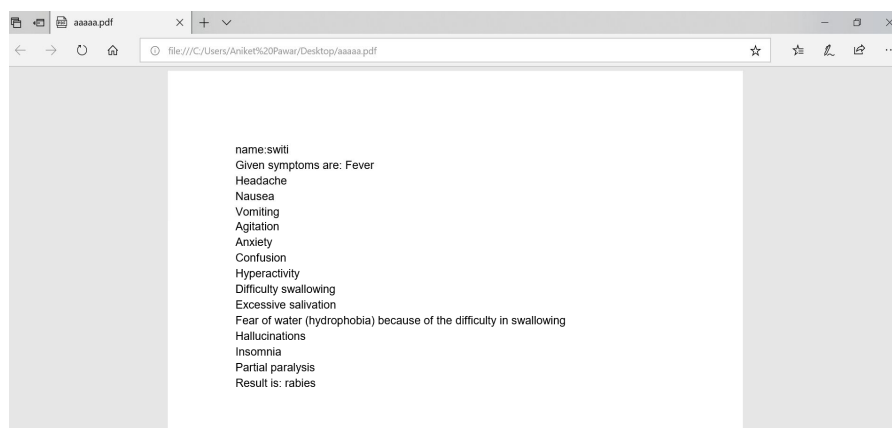 aaaaa.pdf
file:///C:/Users/Aniket%20Pawar/Desktop/aaaaa.pdf
name:switi
Given symptoms are: Fever
Headache
Nausea
Vomiting
Agitation
Anxiety
Confusion
Hyperactivity
Difficulty swallowing
Excessive salivation
Fear of water (hydrophobia) because of the difficulty in swallowing
Hallucinations
Insomnia
Partial paralysis
Result is: rabies